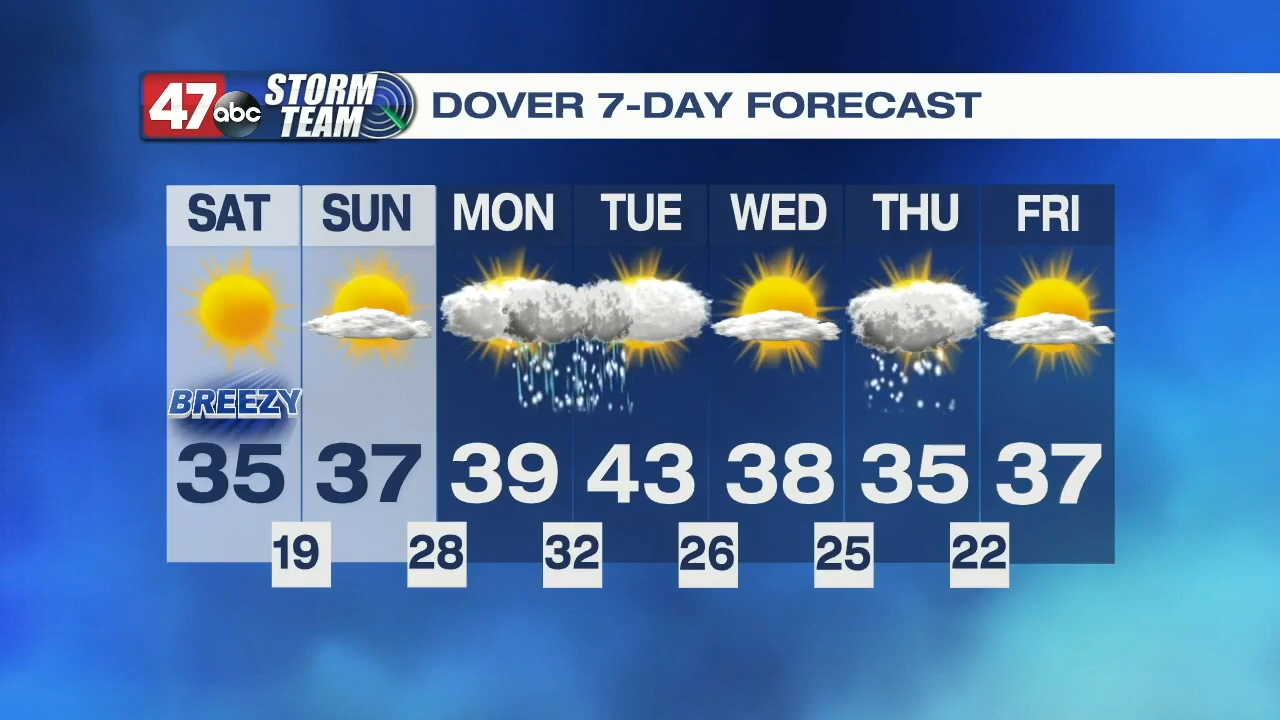 47 abc STORM TEAM
DOVER 7-DAY FORECAST
SAT SUN MON TUE WED THU FRI
BREEZY
35 37 39 43 38 35 37
19 28 32 26 25 22